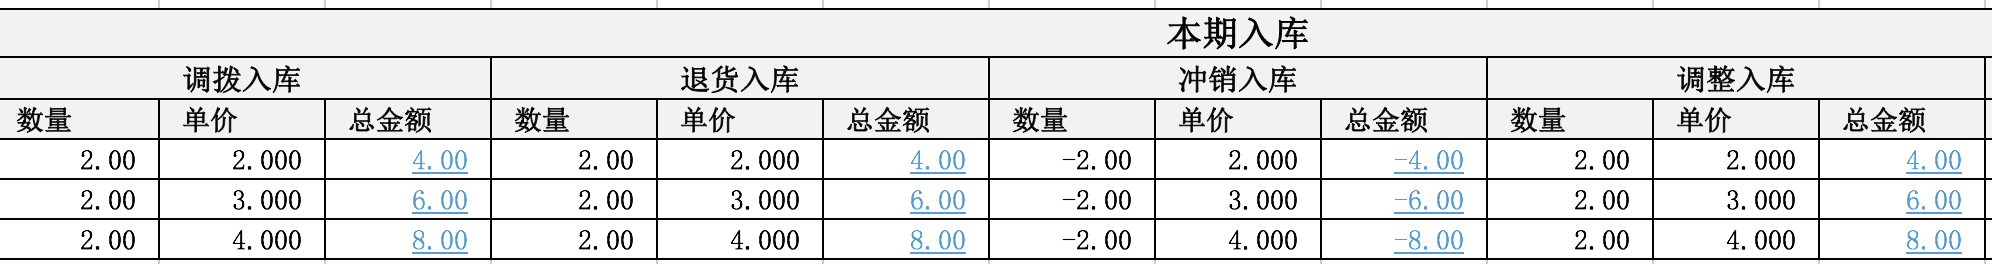 本期入库
调拨入库 退货入库 冲销入库 调整入库
数量 单价 总金额 数量 单价 总金额 数量 单价 总金额 数量 单价 总金额
2.00 2.000 4.00 2.00 2.000 4.00 -2.00 2.000 -4.00 2.00 2.000 4.00
2.00 3.000 6.00 2.00 3.000 6.00 -2.00 3.000 -6.00 2.00 3.000 6.00
2.00 4.000 8.00 2.00 4.000 8.00 -2.00 4.000 -8.00 2.00 4.000 8.00